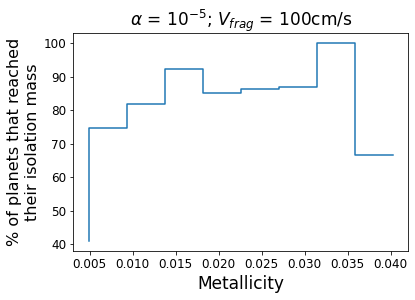 α = 10⁻⁵; V_frag = 100cm/s
% of planets that reached
their isolation mass
100
90
80
70
60
50
40
0.005 0.010 0.015 0.020 0.025 0.030 0.035 0.040
Metallicity